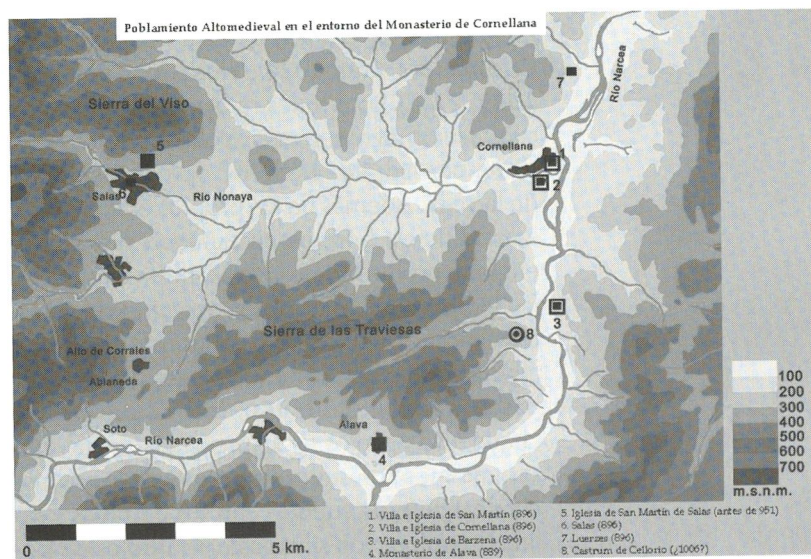 Poblamiento Altomedieval en el entorno del Monasterio de Cornellana
7
Río Narcea
Sierra del Viso
5
Cornellana
1
6
Salas
Río Nonaya
2
3
Sierra de las Traviesas
8
Alto de Corrales
Ablaneda
Soto
Río Narcea
Álava
4
100
200
300
400
500
600
700
m.s.n.m.
0
5 km.
1. Villa e Iglesia de San Martín (896)
2. Villa e Iglesia de Cornellana (896)
3. Villa e Iglesia de Barzena (896)
4. Monasterio de Alava (889)
5. Iglesia de San Martín de Salas (antes de 951)
6. Salas (896)
7. Luerzes (896)
8. Castrum de Cellorio (¿1006?)